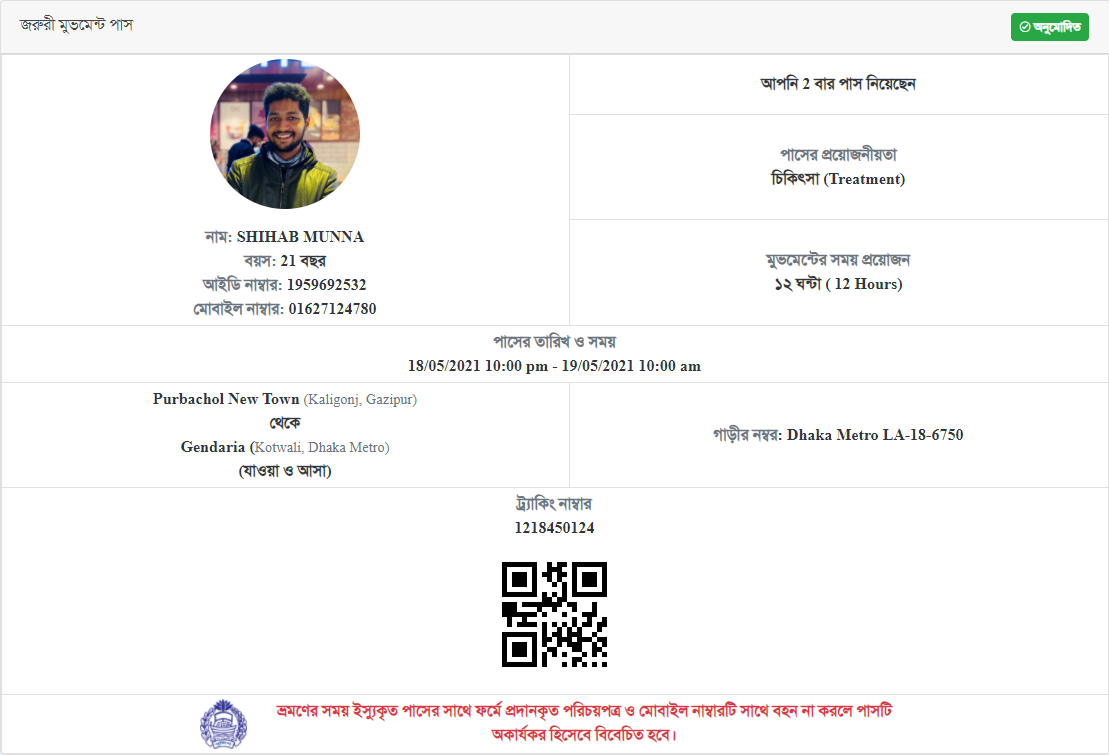 জরুরী মুভমেন্ট পাস
অনুমোদিত
নাম: SHIHAB MUNNA
বয়স: 21 বছর
আইডি নাম্বার: 1959692532
মোবাইল নাম্বার: 01627124780
আপনি 2 বার পাস নিয়েছেন
পাসের প্রয়োজনীয়তা
চিকিৎসা (Treatment)
মুভমেন্টের সময় প্রয়োজন
১২ ঘন্টা ( 12 Hours)
পাসের তারিখ ও সময়
18/05/2021 10:00 pm - 19/05/2021 10:00 am
Purbachol New Town (Kaligonj, Gazipur)
থেকে
Gendaria (Kotwali, Dhaka Metro)
(যাওয়া ও আসা)
গাড়ীর নম্বর: Dhaka Metro LA-18-6750
ট্র্যাকিং নাম্বার
1218450124
ভ্রমণের সময় ইস্যুকৃত পাসের সাথে ফর্মে প্রদানকৃত পরিচয়পত্র ও মোবাইল নাম্বারটি সাথে বহন না করলে পাসটি
অকার্যকর হিসেবে বিবেচিত হবে।